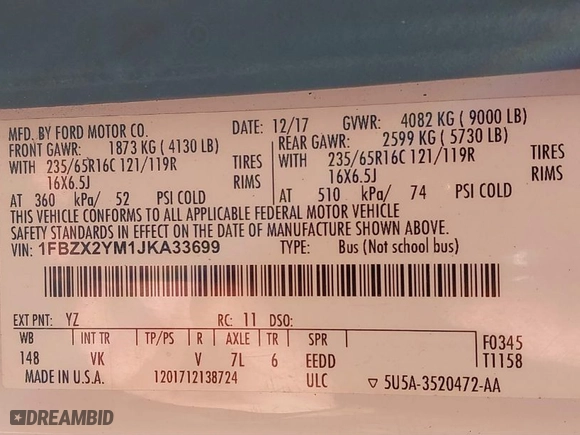 MFD. BY FORD MOTOR CO. DATE: 12/17 GVWR: 4082 KG ( 9000 LB)
FRONT GAWR: 1873 KG ( 4130 LB) REAR GAWR: 2599 KG ( 5730 LB)
WITH 235/65R16C 121/119R TIRES WITH 235/65R16C 121/119R TIRES
16X6.5J RIMS 16X6.5J RIMS
AT 360 kPa/ 52 PSI COLD AT 510 kPa/ 74 PSI COLD
THIS VEHICLE CONFORMS TO ALL APPLICABLE FEDERAL MOTOR VEHICLE
SAFETY STANDARDS IN EFFECT ON THE DATE OF MANUFACTURE SHOWN ABOVE.
VIN: 1FBZX2YM1JKA33699 TYPE: Bus (Not school bus)
EXT PNT: YZ RC: 11 DSO:
WB INT TR TP/PS R AXLE TR SPR F0345
148 VK V 7L 6 EEDD T1158
MADE IN U.S.A. 1201712138724 ULC ▽ 5U5A-3520472-AA
DREAMBID